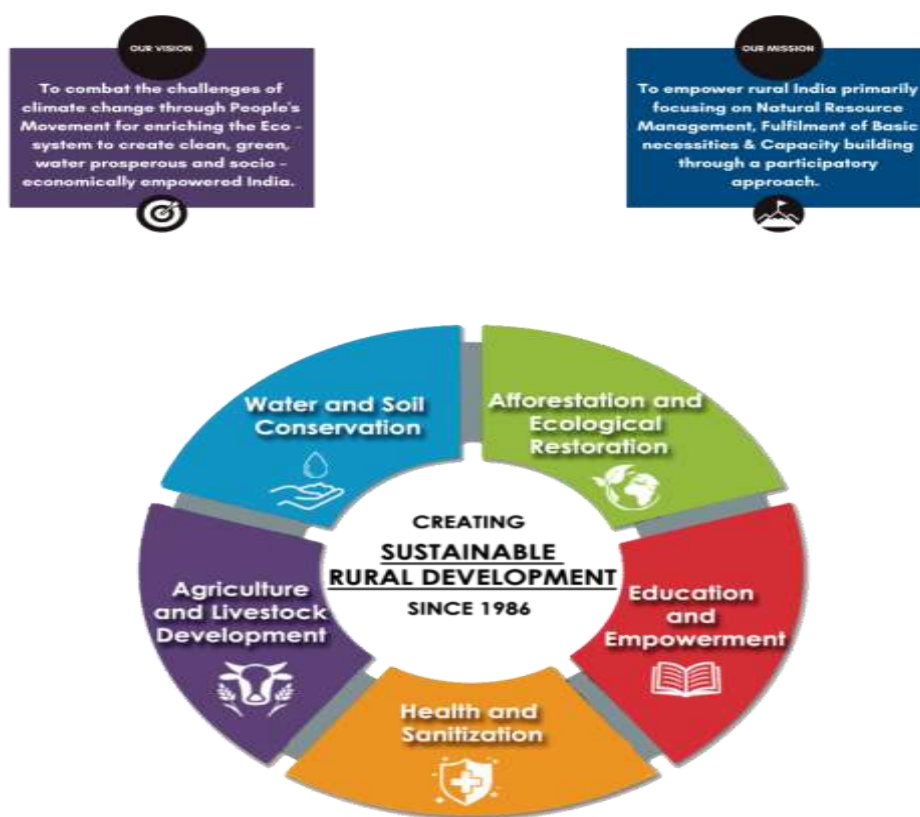 OUR VISION
To combat the challenges of
climate change through People's
Movement for enriching the Eco -
system to create clean, green,
water prosperous and socio -
economically empowered India.
OUR MISSION
To empower rural India primarily
focusing on Natural Resource
Management, Fulfilment of Basic
necessities & Capacity building
through a participatory
approach.
Water and Soil
Conservation
Afforestation and
Ecological
Restoration
CREATING
SUSTAINABLE
RURAL DEVELOPMENT
SINCE 1986
Agriculture
and Livestock
Development
Education
and
Empowerment
Health and
Sanitization